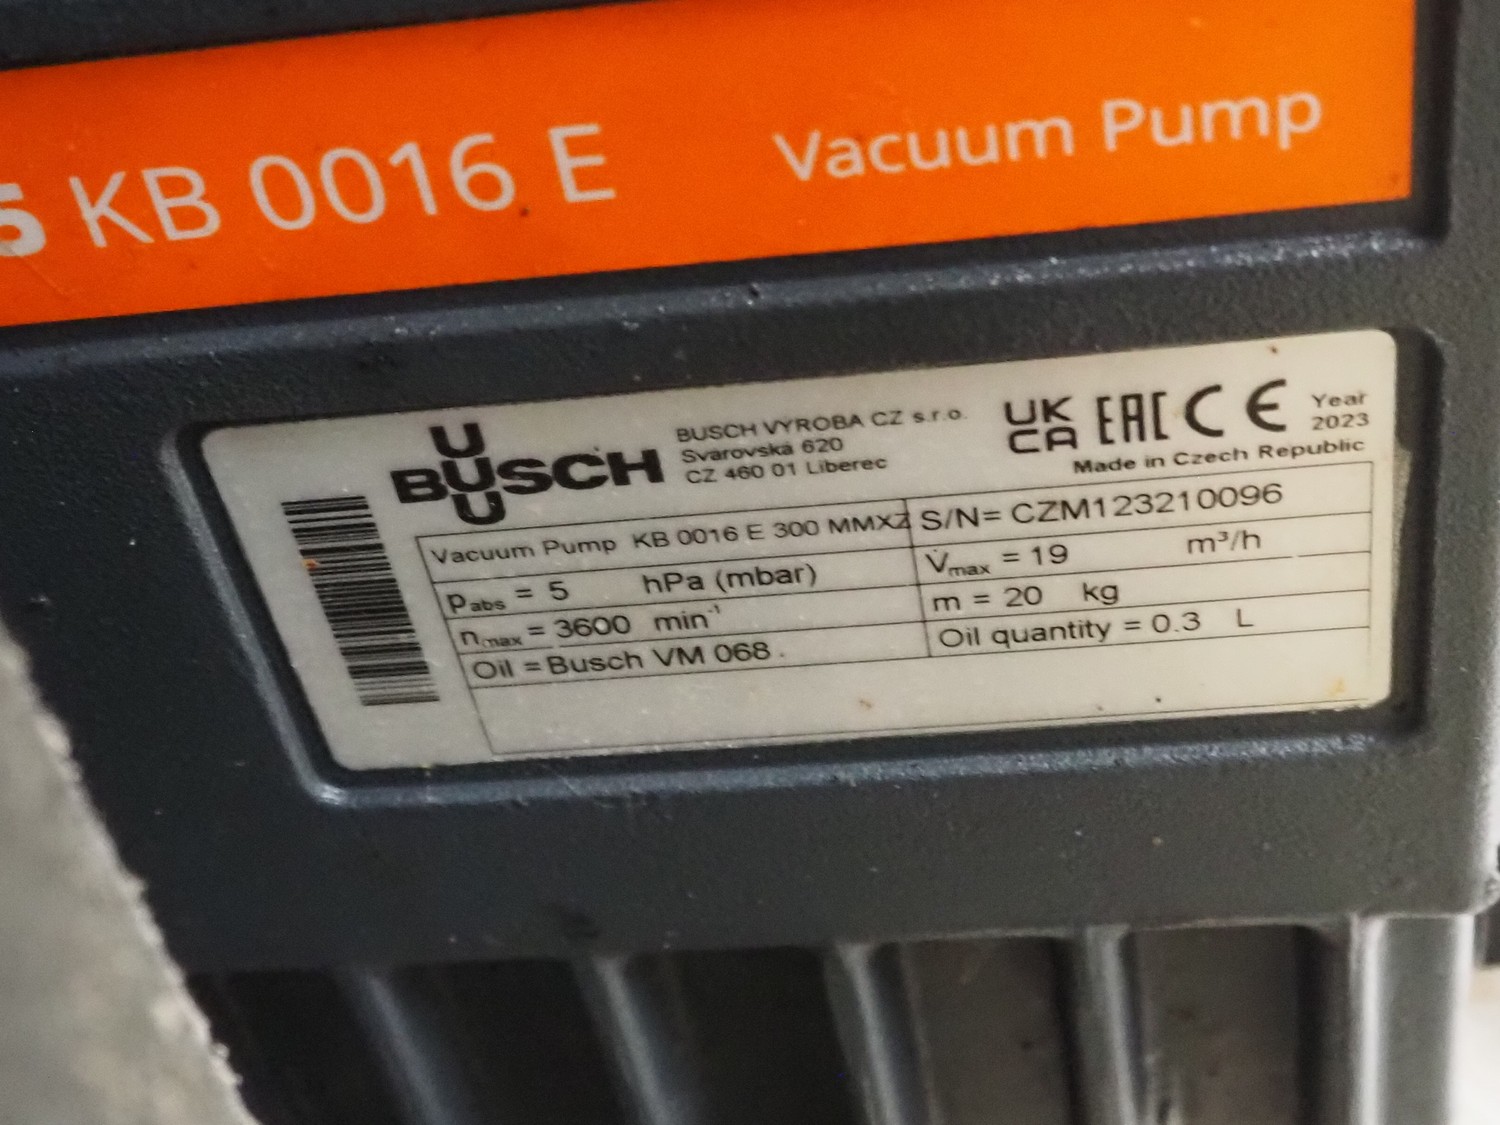 KB 0016 E Vacuum Pump
BUSCH
BUSCH VÝROBA CZ s.r.o.
Svárovská 620
CZ 460 01 Liberec
UK CA EAC CE
Year 2023
Made in Czech Republic
Vacuum Pump KB 0016 E 300 MMXZ
S/N= CZM123210096
Pabs = 5 hPa (mbar)
V̇max = 19 m³/h
nmax = 3600 min⁻¹
m = 20 kg
Oil = Busch VM 068
Oil quantity = 0.3 L